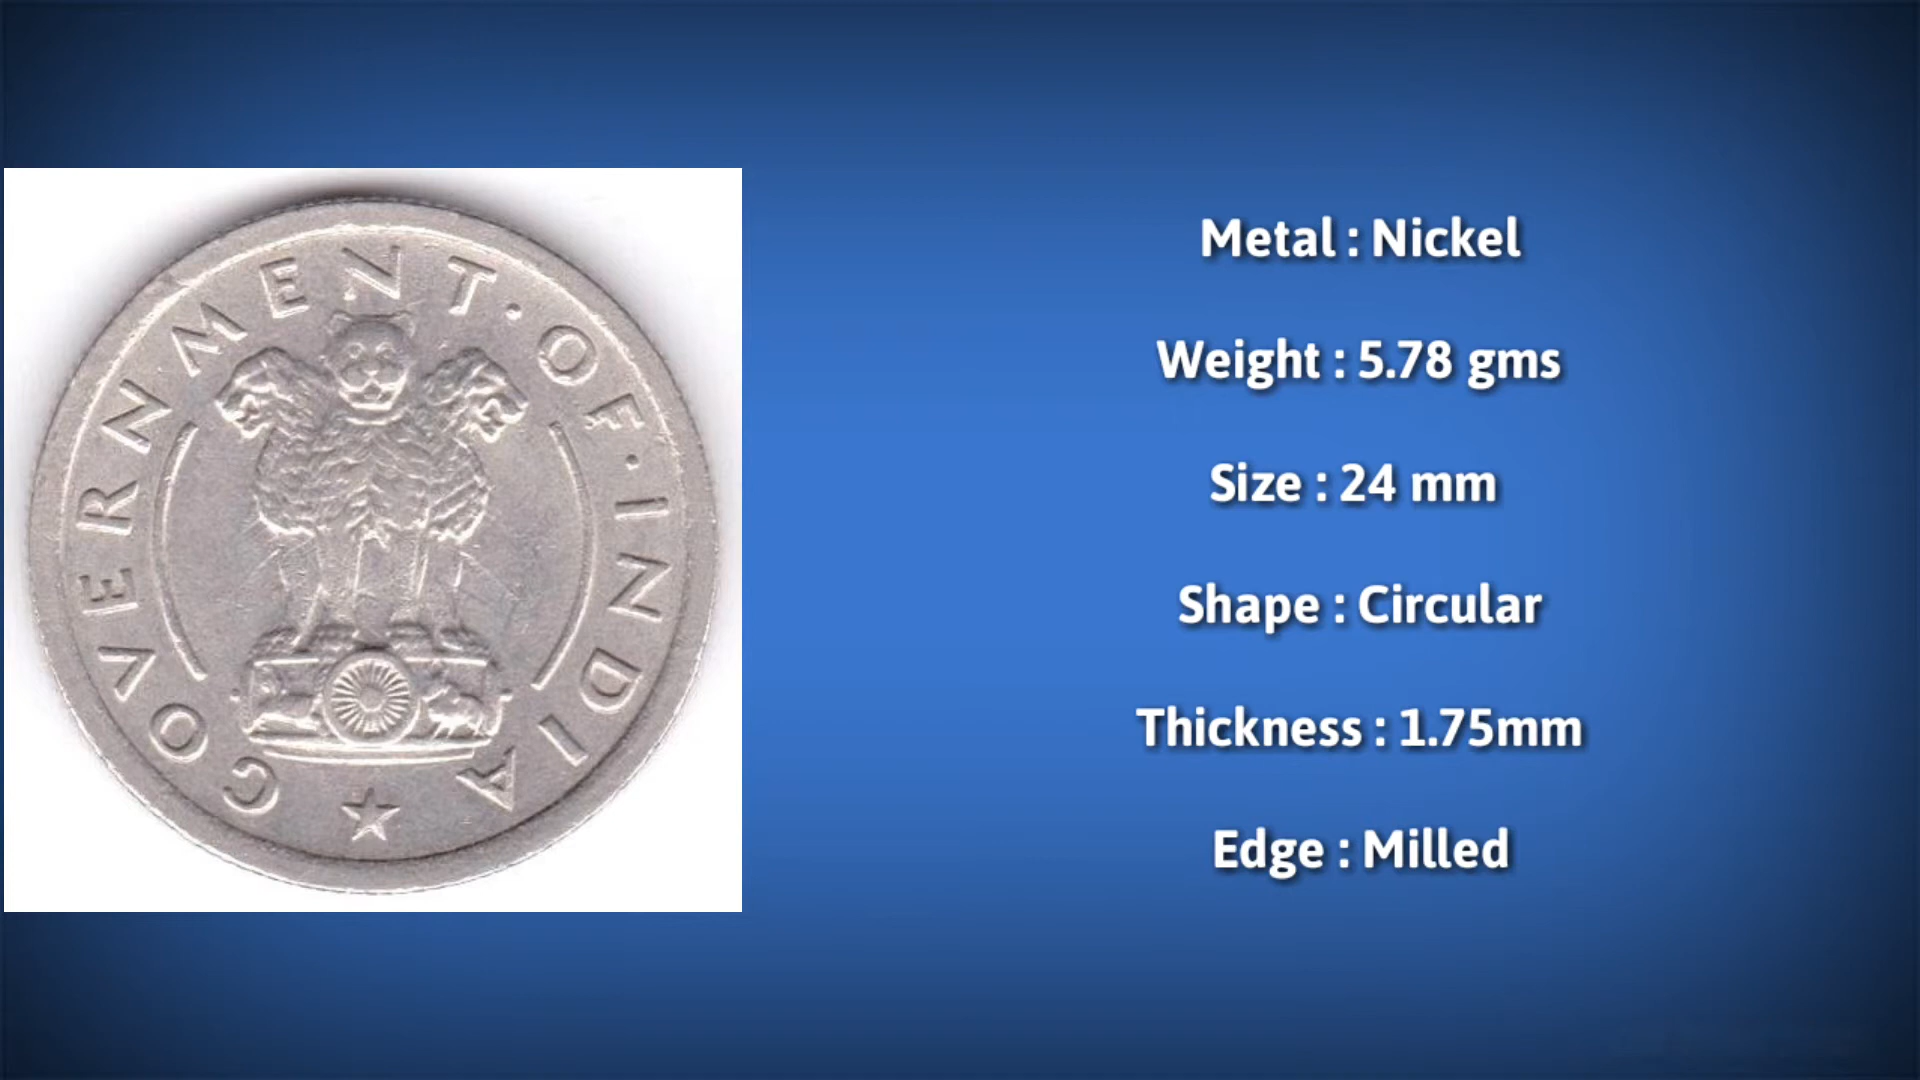 GOVERNMENT·OF·INDIA
Metal : Nickel
Weight : 5.78 gms
Size : 24 mm
Shape : Circular
Thickness : 1.75mm
Edge : Milled